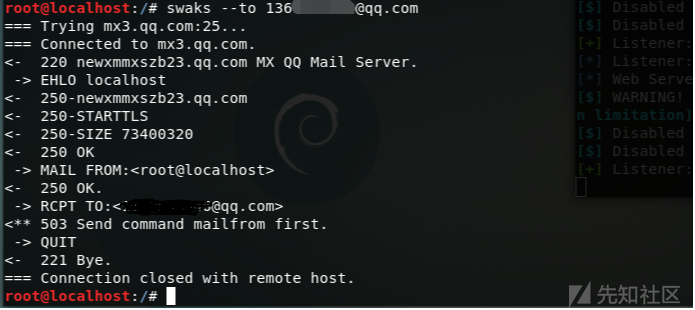 root@localhost:/# swaks --to 136@qq.com
=== Trying mx3.qq.com:25...
=== Connected to mx3.qq.com.
<-  220 newxmmxszb23.qq.com MX QQ Mail Server.
 -> EHLO localhost
<-  250-newxmmxszb23.qq.com
<-  250-STARTTLS
<-  250-SIZE 73400320
<-  250 OK
 -> MAIL FROM:<root@localhost>
<-  250 OK.
 -> RCPT TO:<@qq.com>
<** 503 Send command mailfrom first.
 -> QUIT
<-  221 Bye.
=== Connection closed with remote host.
root@localhost:/#
[$] Disabled
[$] Disabled
[+] Listener:
[*] Listener:
[*] Web Serve
[$] WARNING!
n limitation]
[$] Disabled
[$] Disabled
[+] Listener:
先知社区